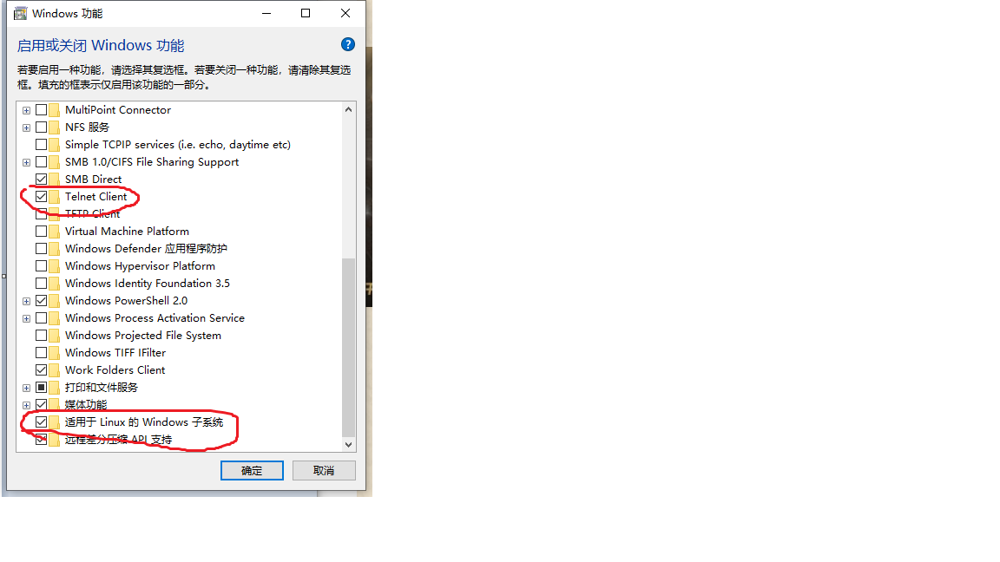 Windows 功能
启用或关闭 Windows 功能
若要启用一种功能，请选择其复选框。若要关闭一种功能，请清除其复选
框。填充的框表示仅启用该功能的一部分。
MultiPoint Connector
NFS 服务
Simple TCPIP services (i.e. echo, daytime etc)
SMB 1.0/CIFS File Sharing Support
SMB Direct
Telnet Client
TFTP Client
Virtual Machine Platform
Windows Defender 应用程序防护
Windows Hypervisor Platform
Windows Identity Foundation 3.5
Windows PowerShell 2.0
Windows Process Activation Service
Windows Projected File System
Windows TIFF IFilter
Work Folders Client
打印和文件服务
媒体功能
适用于 Linux 的 Windows 子系统
远程差分压缩 API 支持
确定 取消